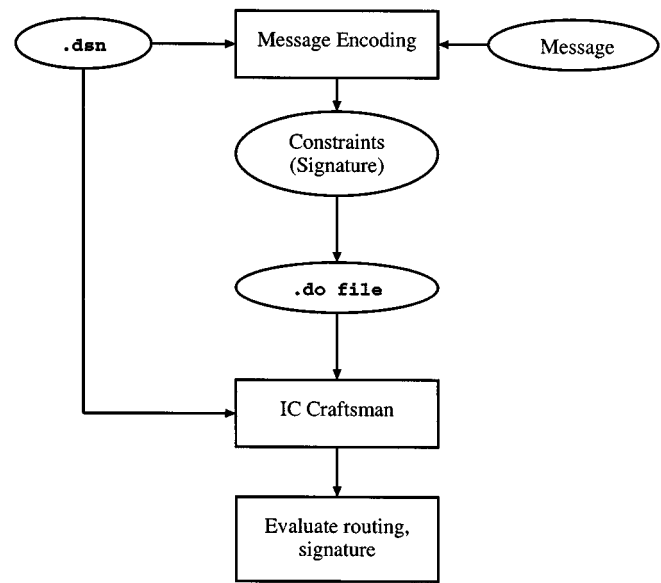 .dsn
Message Encoding
Message
Constraints
(Signature)
.do file
IC Craftsman
Evaluate routing,
signature